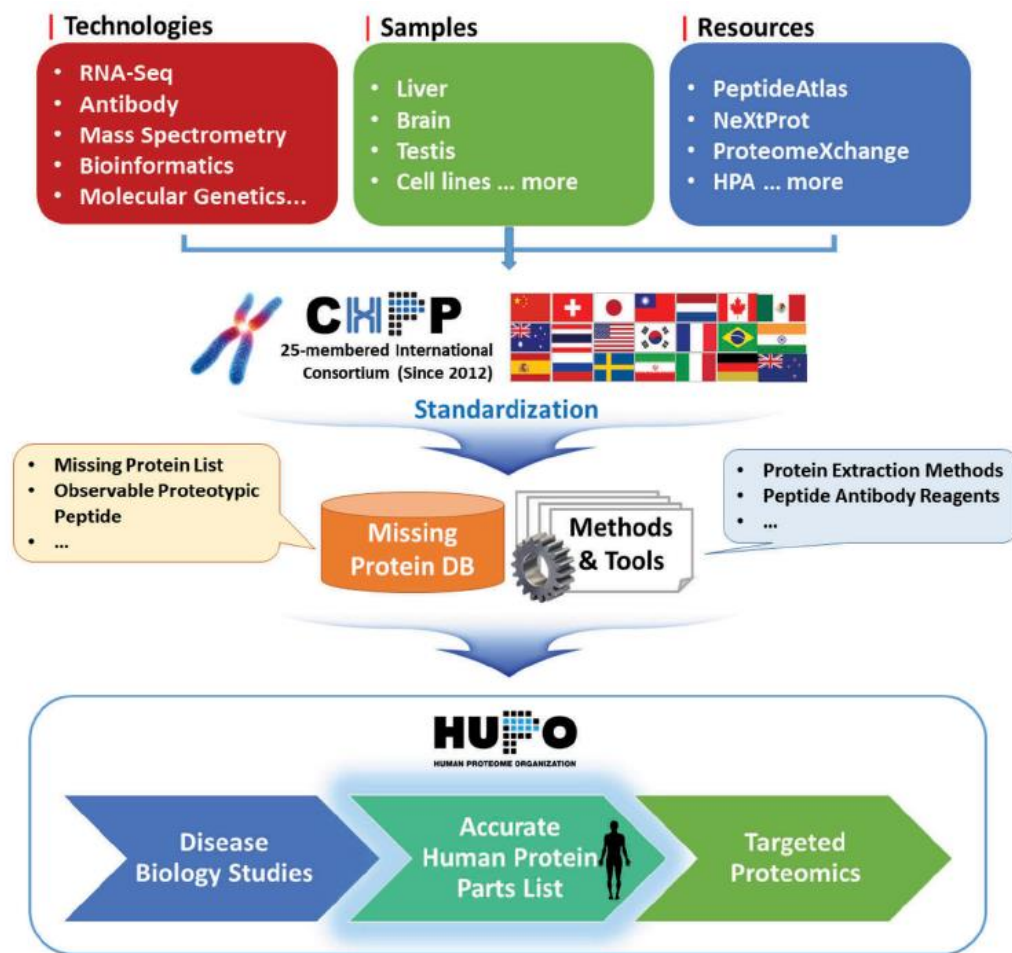 | Technologies
• RNA-Seq
• Antibody
• Mass Spectrometry
• Bioinformatics
• Molecular Genetics...
| Samples
• Liver
• Brain
• Testis
• Cell lines ... more
| Resources
• PeptideAtlas
• NeXtProt
• ProteomeXchange
• HPA ... more
CHPP
25-membered International
Consortium (Since 2012)
Standardization
• Missing Protein List
• Observable Proteotypic
Peptide
• ...
Missing
Protein DB
Methods
& Tools
• Protein Extraction Methods
• Peptide Antibody Reagents
• ...
HUPO
HUMAN PROTEOME ORGANIZATION
Disease
Biology Studies
Accurate
Human Protein
Parts List
Targeted
Proteomics